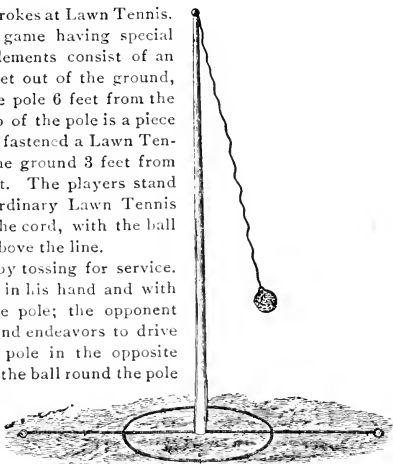 rokes at Lawn Tennis.
game having special
lements consist of an
et out of the ground,
e pole 6 feet from the
o of the pole is a piece
fastened a Lawn Ten-
ne ground 3 feet from
t. The players stand
rdinary Lawn Tennis
he cord, with the ball
bove the line.
by tossing for service.
in his hand and with
e pole; the opponent
nd endeavors to drive
pole in the opposite
the ball round the pole